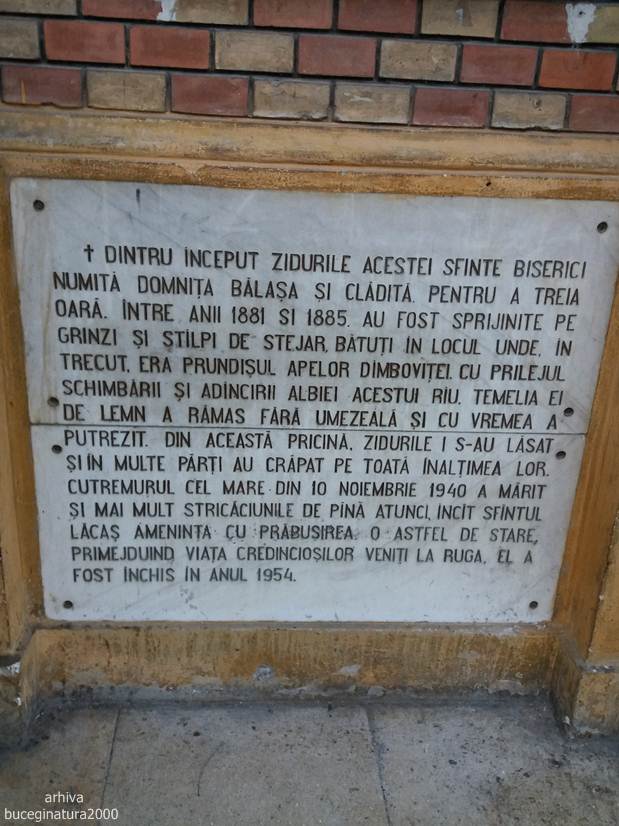 † DINTRU ÎNCEPUT ZIDURILE ACESTEI SFINTE BISERICI
NUMITĂ DOMNIȚA BĂLAȘA ȘI CLĂDITĂ PENTRU A TREIA
OARĂ, ÎNTRE ANII 1881 SI 1885, AU FOST SPRIJINITE PE
GRINZI ȘI STÎLPI DE STEJAR, BĂTUȚI ÎN LOCUL UNDE, ÎN
TRECUT, ERA PRUNDIȘUL APELOR DÎMBOVIȚEI. CU PRILEJUL
SCHIMBĂRII ȘI ADÎNCIRII ALBIEI ACESTUI RÎU, TEMELIA EI
DE LEMN A RĂMAS FĂRĂ UMEZEALĂ ȘI CU VREMEA A
PUTREZIT. DIN ACEASTĂ PRICINĂ, ZIDURILE I S-AU LĂSAT
ȘI ÎN MULTE PĂRȚI AU CRĂPAT PE TOATĂ ÎNĂLȚIMEA LOR.
CUTREMURUL CEL MARE DIN 10 NOIEMBRIE 1940 A MĂRIT
ȘI MAI MULT STRICĂCIUNILE DE PÎNĂ ATUNCI, ÎNCÎT SFÎNTUL
LĂCAȘ AMENINȚA CU PRĂBUSIREA. O ASTFEL DE STARE,
PRIMEJDUIND VIAȚA CREDINCIOȘILOR VENIȚI LA RUGĂ, EL A
FOST ÎNCHIS ÎN ANUL 1954.
arhiva
buceginatura2000